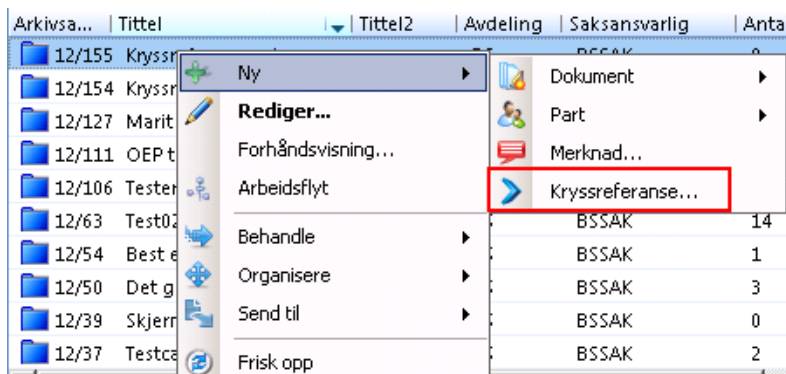 Arkivsa... Tittel Tittel2 Avdeling Saksansvarlig Anta
12/155 Kryssr
12/154 Kryssr
12/127 Marit
12/111 OEP t
12/106 Tester
12/63 Test02 BSSAK 14
12/54 Best e BSSAK 1
12/50 Det g BSSAK 3
12/39 Skjerm BSSAK 0
12/37 Testca BSSAK 2
Ny
Rediger...
Forhåndsvisning...
Arbeidsflyt
Behandle
Organisere
Send til
Frisk opp
Dokument
Part
Merknad...
Kryssreferanse...